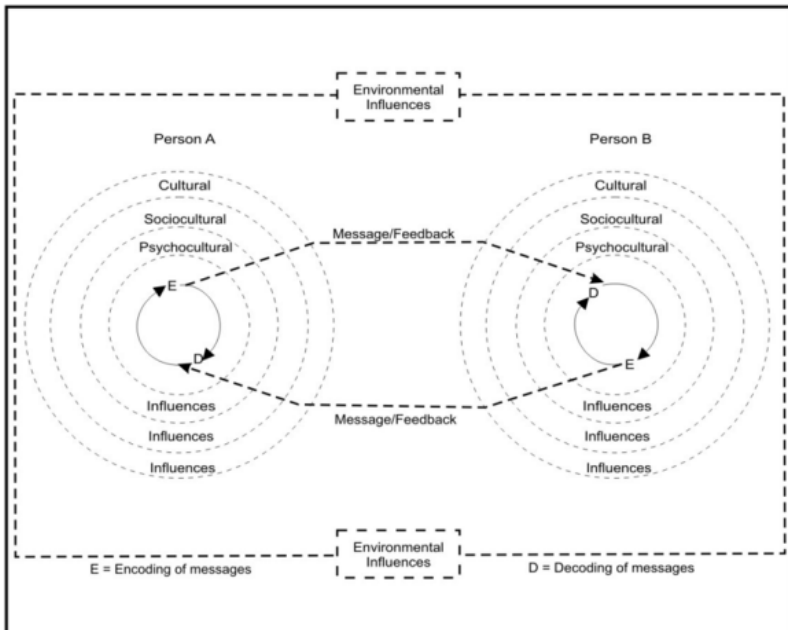 Environmental
Influences
Person A
Person B
Cultural
Cultural
Sociocultural
Sociocultural
Message/Feedback
Psychocultural
Psychocultural
E
D
D
E
Influences
Influences
Message/Feedback
Influences
Influences
Influences
Influences
Environmental
Influences
E = Encoding of messages
D = Decoding of messages